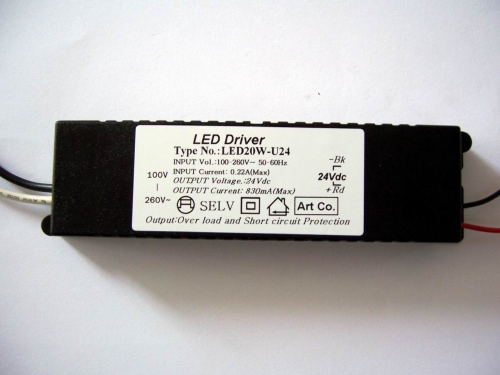 LED Driver
Type No.:LED20W-U24
INPUT Vol.:100-260V~ 50-60Hz
INPUT Current: 0.22A(Max)
OUTPUT Voltage.:24Vdc
OUTPUT Current: 830mA(Max)
100V
260V~
-Bk
24Vdc
+Rd
SELV
Art Co.
Output:Over load and Short circuit Protection